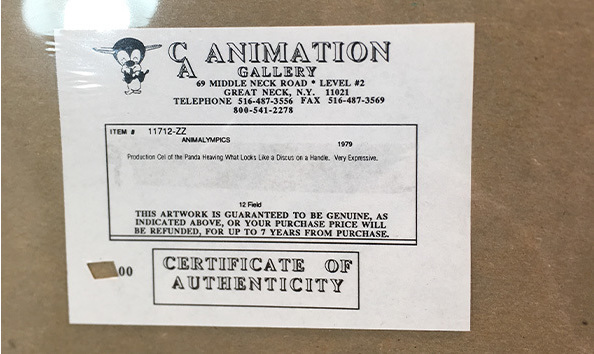 CA ANIMATION
GALLERY
69 MIDDLE NECK ROAD * LEVEL #2
GREAT NECK, N.Y. 11021
TELEPHONE 516-487-3556 FAX 516-487-3569
800-541-2278
ITEM # 11712-ZZ
ANIMALYMPICS 1979
Production Cel of the Panda Heaving What Looks Like a Discus on a Handle. Very Expressive.
12 Field
THIS ARTWORK IS GUARANTEED TO BE GENUINE, AS
INDICATED ABOVE, OR YOUR PURCHASE PRICE WILL
BE REFUNDED, FOR UP TO 7 YEARS FROM PURCHASE.
00
CERTIFICATE OF
AUTHENTICITY